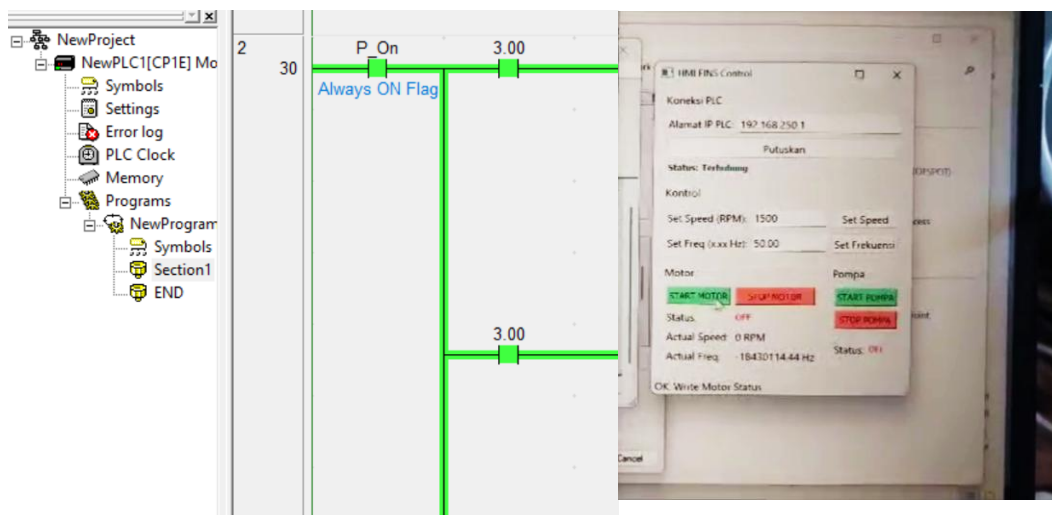 NewProject
NewPLC1[CP1E] Mo
Symbols
Settings
Error log
PLC Clock
Memory
Programs
NewProgram
Symbols
Section1
END
2
30
P_On
Always ON Flag
3.00
3.00
HMI FINS Control
Koneksi PLC
Alamat IP PLC: 192.168.250.1
Putuskan
Status: Terhubung
Kontrol
Set Speed (RPM): 1500 Set Speed
Set Freq (x.xx Hz): 50.00 Set Frekuensi
Motor Pompa
START MOTOR STOP MOTOR START POMPA
Status: OFF STOP POMPA
Actual Speed: 0 RPM
Actual Freq: -18430114.44 Hz Status: OFF
OK: Write Motor Status
Cancel